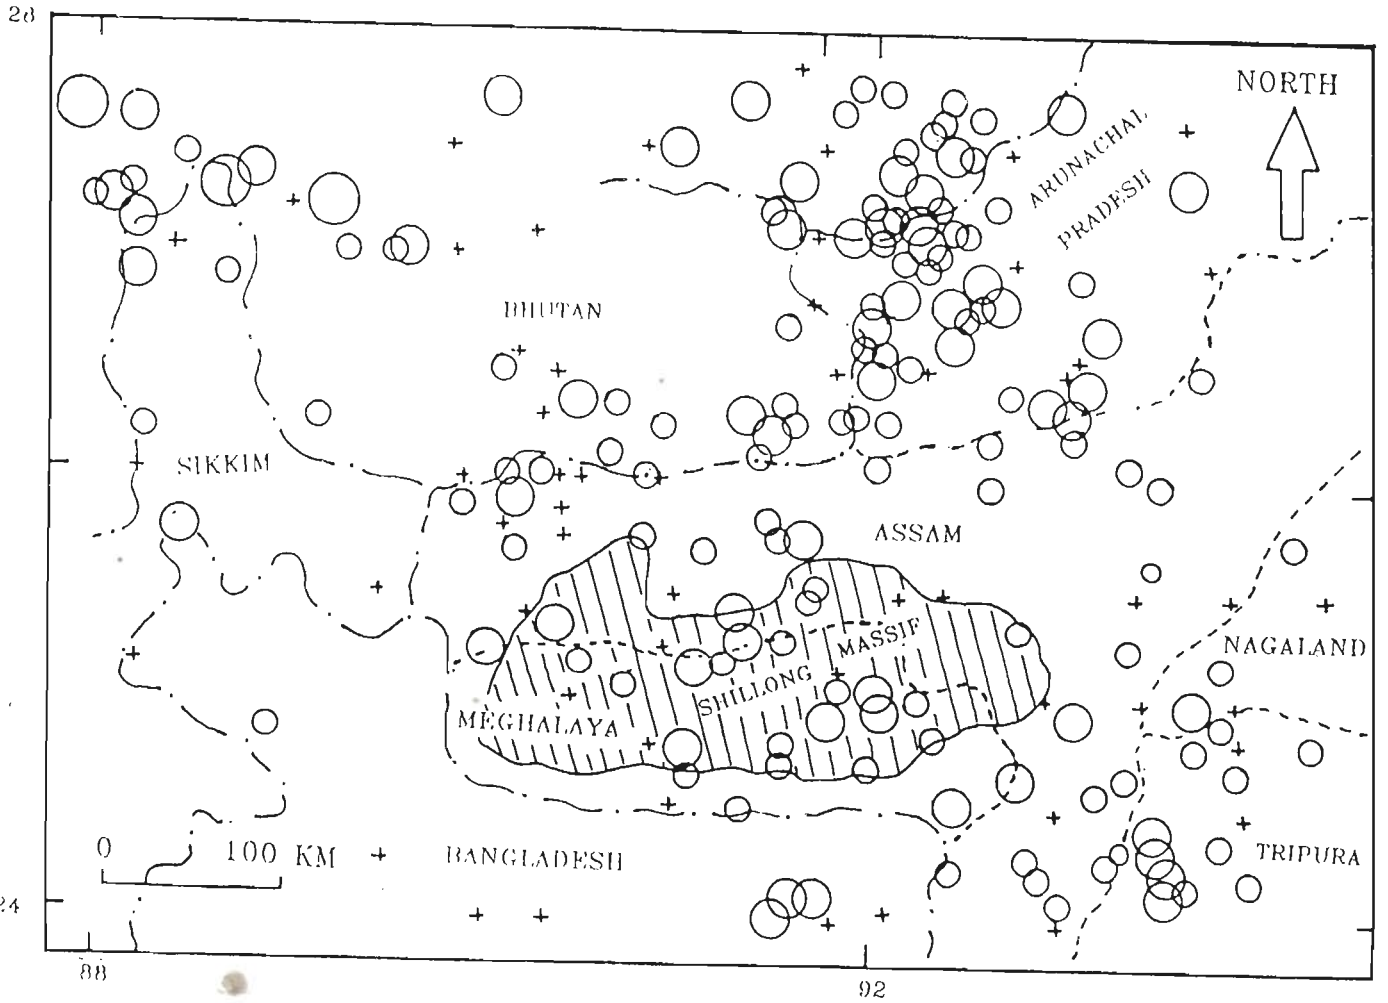 28
NORTH
ARUNACHAL
PRADESH
BHUTAN
SIKKIM
ASSAM
NAGALAND
MASSIF
SHILLONG
MEGHALAYA
0 100 KM
BANGLADESH
TRIPURA
24
88
92